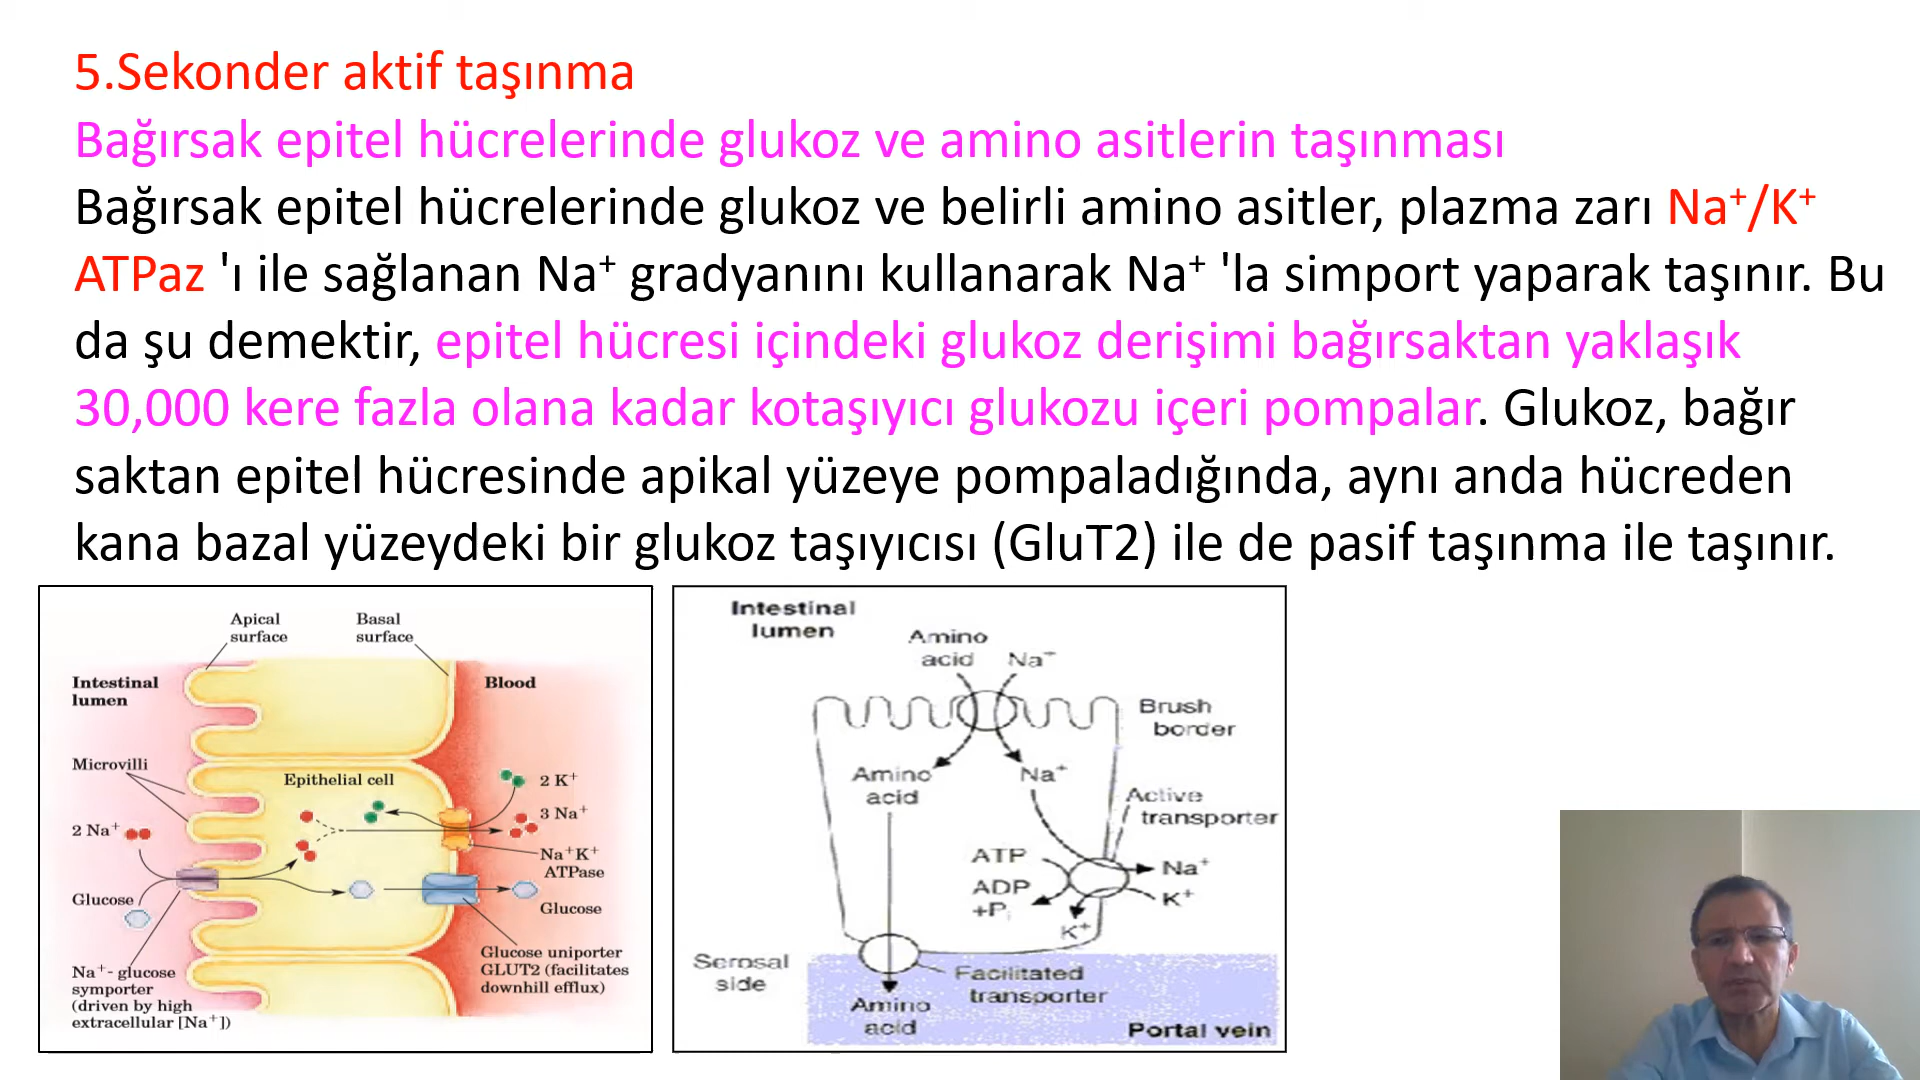 5.Sekonder aktif taşınma
Bağırsak epitel hücrelerinde glukoz ve amino asitlerin taşınması
Bağırsak epitel hücrelerinde glukoz ve belirli amino asitler, plazma zarı Na⁺/K⁺
ATPaz 'ı ile sağlanan Na⁺ gradyanını kullanarak Na⁺ 'la simport yaparak taşınır. Bu
da şu demektir, epitel hücresi içindeki glukoz derişimi bağırsaktan yaklaşık
30,000 kere fazla olana kadar kotaşıyıcı glukozu içeri pompalar. Glukoz, bağır
saktan epitel hücresinde apikal yüzeye pompaladığında, aynı anda hücreden
kana bazal yüzeydeki bir glukoz taşıyıcısı (GluT2) ile de pasif taşınma ile taşınır.
Apical
surface
Basal
surface
Intestinal
lumen
Blood
Microvilli
Epithelial cell
2 K⁺
3 Na⁺
2 Na⁺
Na⁺K⁺
ATPase
Glucose
Glucose
Glucose uniporter
GLUT2 (facilitates
downhill efflux)
Na⁺- glucose
symporter
(driven by high
extracellular [Na⁺])
Intestinal
lumen
Amino
acid
Na⁺
Brush
border
Amino
acid
Na⁺
Active
transporter
ATP
ADP
+Pᵢ
Na⁺
K⁺
K⁺
Serosal
side
Facilitated
transporter
Amino
acid
Portal vein